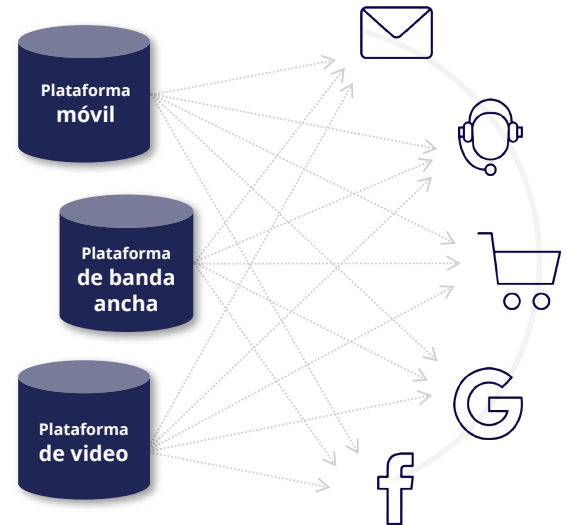 Plataforma
móvil
Plataforma
de banda
ancha
Plataforma
de video